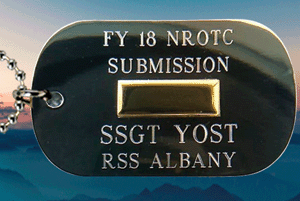 FY 18 NROTC
SUBMISSION
SSGT YOST
RSS ALBANY